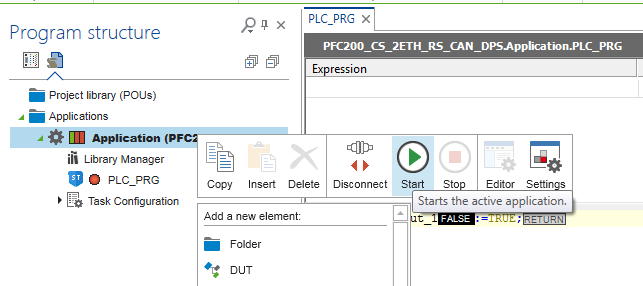 Program structure
PLC_PRG
PFC200_CS_2ETH_RS_CAN_DPS.Application.PLC_PRG
Expression
Project library (POUs)
Applications
Application (PFC2
Library Manager
ST PLC_PRG
Task Configuration
Copy Insert Delete Disconnect Start Stop Editor Settings
Starts the active application.
Add a new element:
Folder
DUT
ut_1 FALSE :=TRUE; RETURN